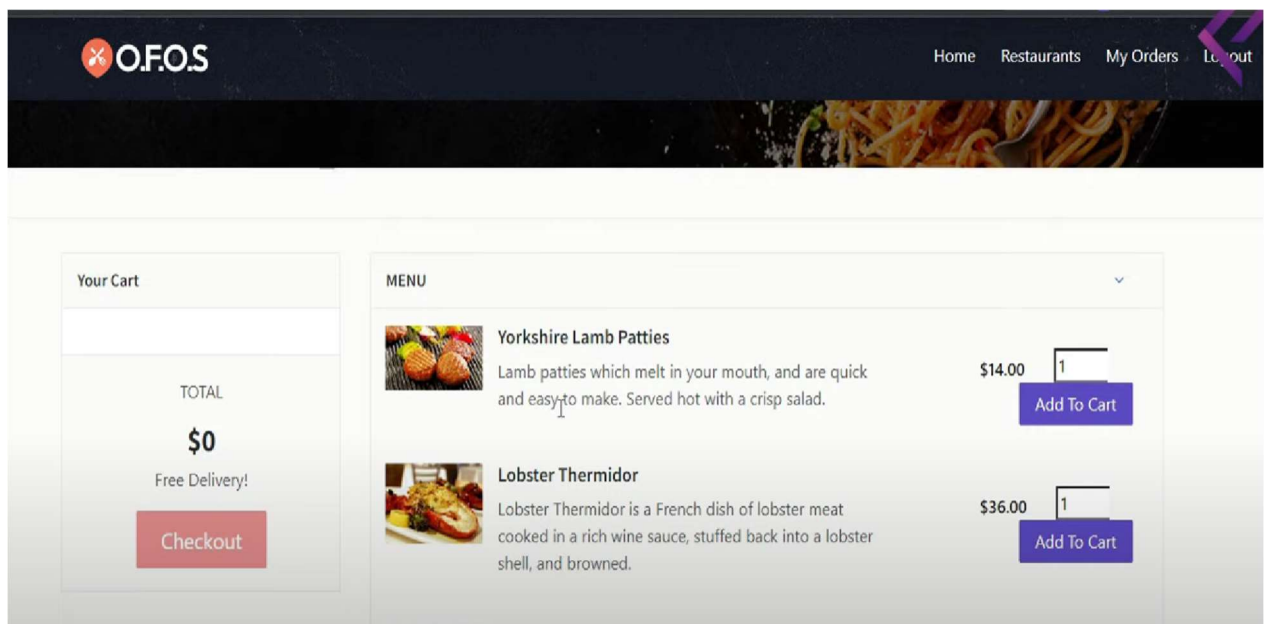 O.F.O.S
Home Restaurants My Orders Logout
Your Cart
TOTAL
$0
Free Delivery!
Checkout
MENU
Yorkshire Lamb Patties
Lamb patties which melt in your mouth, and are quick
and easy to make. Served hot with a crisp salad.
$14.00 1
Add To Cart
Lobster Thermidor
Lobster Thermidor is a French dish of lobster meat
cooked in a rich wine sauce, stuffed back into a lobster
shell, and browned.
$36.00 1
Add To Cart